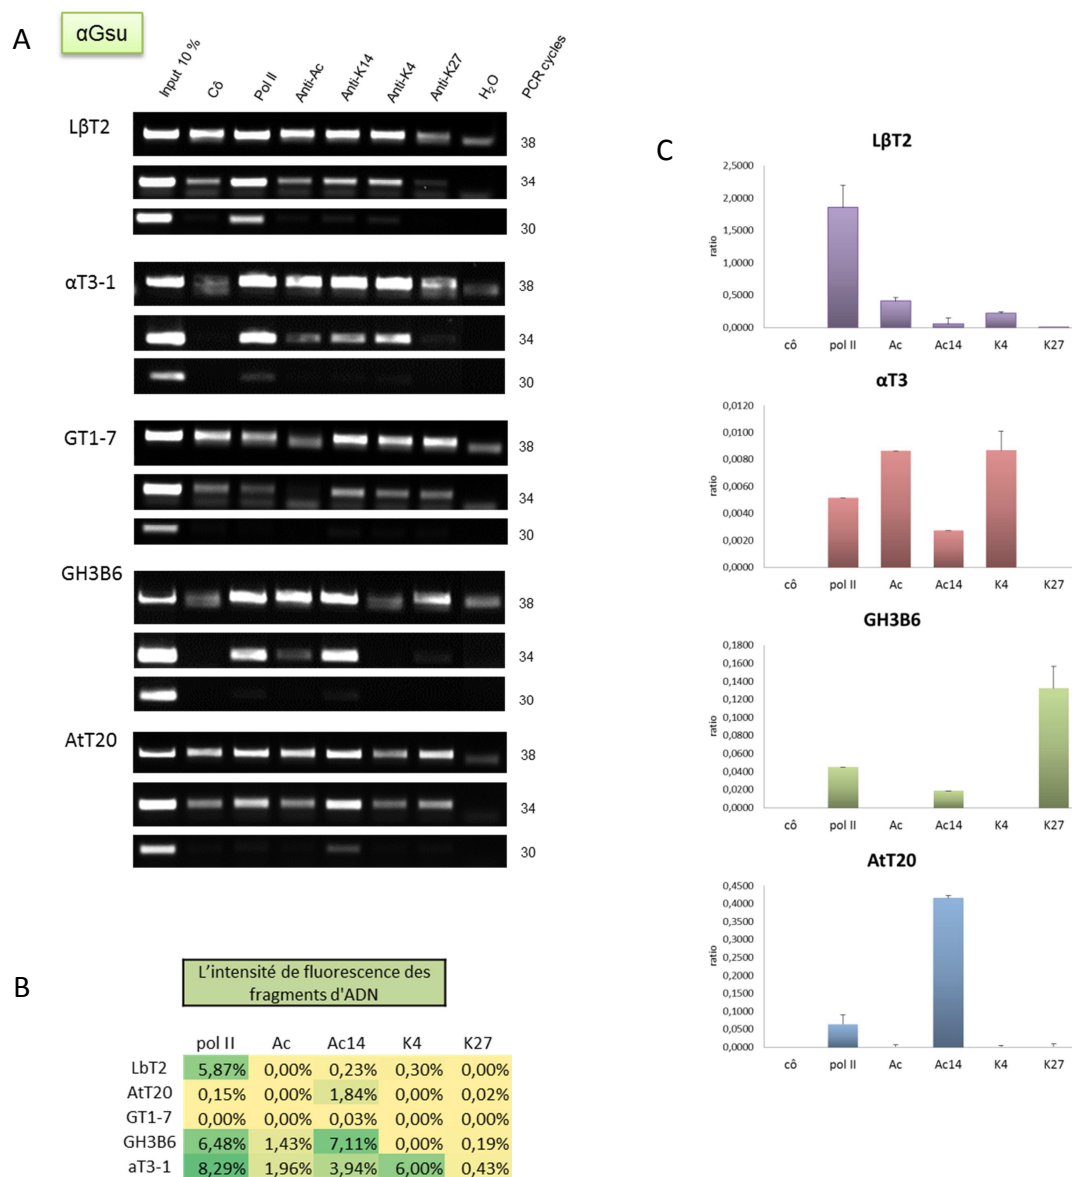 A
αGsu
Input 10 %
Cô
Pol II
Anti-Ac
Anti-K14
Anti-K4
Anti-K27
H₂O
PCR cycles
LβT2
38
34
30
αT3-1
38
34
30
GT1-7
38
34
30
GH3B6
38
34
30
AtT20
38
34
30
B
L'intensité de fluorescence des
fragments d'ADN
pol II Ac Ac14 K4 K27
LbT2 5,87% 0,00% 0,23% 0,30% 0,00%
AtT20 0,15% 0,00% 1,84% 0,00% 0,02%
GT1-7 0,00% 0,00% 0,03% 0,00% 0,00%
GH3B6 6,48% 1,43% 7,11% 0,00% 0,19%
aT3-1 8,29% 1,96% 3,94% 6,00% 0,43%
C
LβT2
2,5000
2,0000
1,5000
1,0000
0,5000
0,0000
ratio
cô pol II Ac Ac14 K4 K27
αT3
0,0120
0,0100
0,0080
0,0060
0,0040
0,0020
0,0000
ratio
cô pol II Ac Ac14 K4 K27
GH3B6
0,1800
0,1600
0,1400
0,1200
0,1000
0,0800
0,0600
0,0400
0,0200
0,0000
ratio
cô pol II Ac Ac14 K4 K27
AtT20
0,4500
0,4000
0,3500
0,3000
0,2500
0,2000
0,1500
0,1000
0,0500
0,0000
ratio
cô pol II Ac Ac14 K4 K27